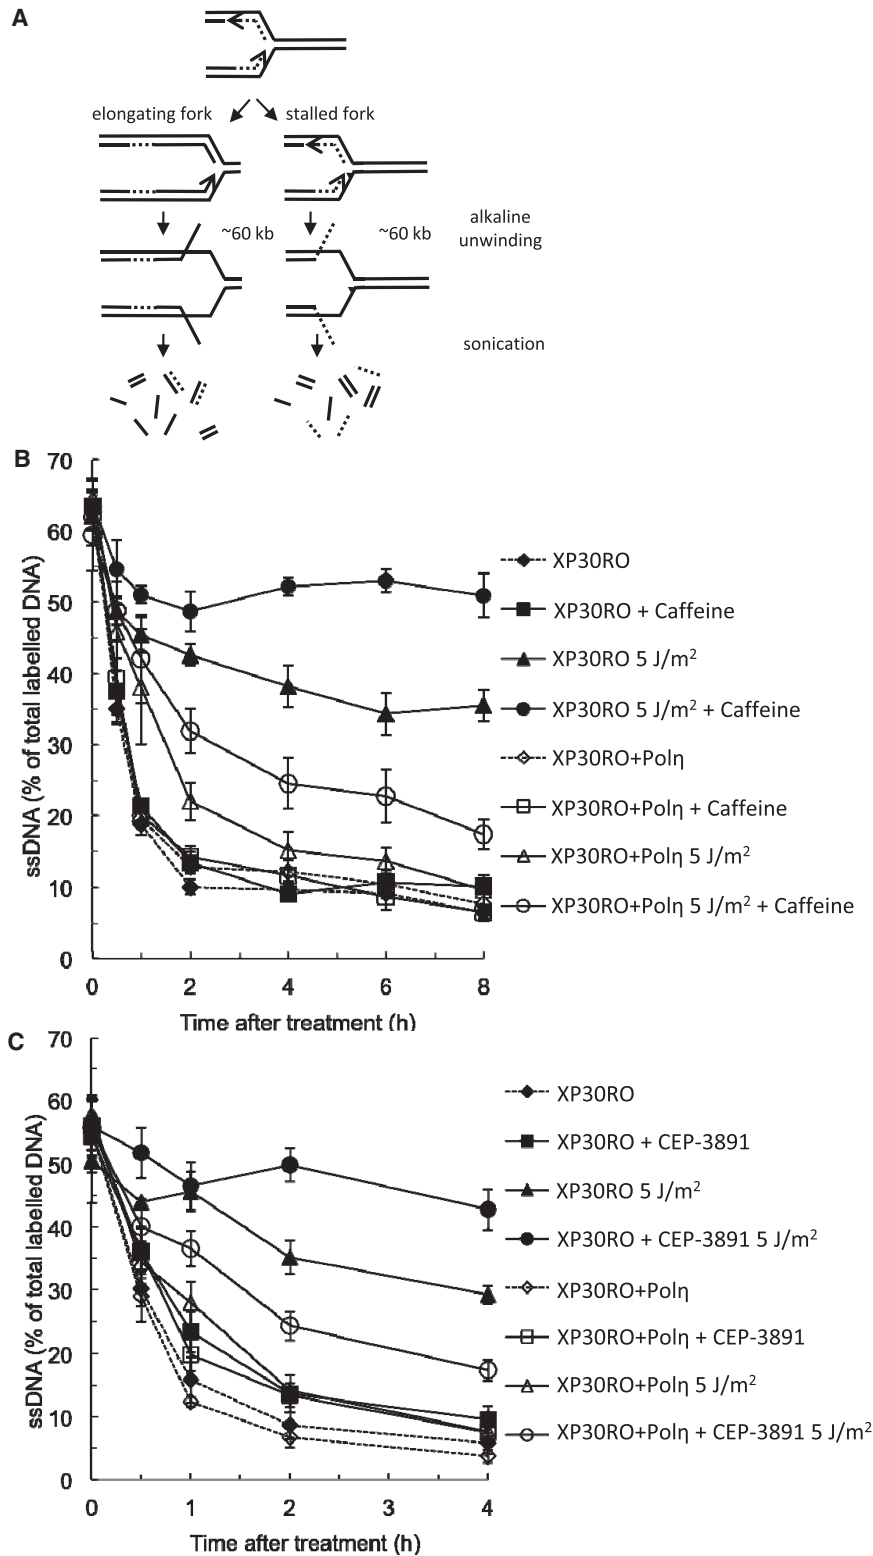 A
elongating fork
stalled fork
~60 kb
~60 kb
alkaline
unwinding
sonication
B
70
60
50
40
30
20
10
0
ssDNA (% of total labelled DNA)
0 2 4 6 8
Time after treatment (h)
XP30RO
XP30RO + Caffeine
XP30RO 5 J/m²
XP30RO 5 J/m² + Caffeine
XP30RO+Polη
XP30RO+Polη + Caffeine
XP30RO+Polη 5 J/m²
XP30RO+Polη 5 J/m² + Caffeine
C
70
60
50
40
30
20
10
0
ssDNA (% of total labelled DNA)
0 1 2 3 4
Time after treatment (h)
XP30RO
XP30RO + CEP-3891
XP30RO 5 J/m²
XP30RO + CEP-3891 5 J/m²
XP30RO+Polη
XP30RO+Polη + CEP-3891
XP30RO+Polη 5 J/m²
XP30RO+Polη + CEP-3891 5 J/m²